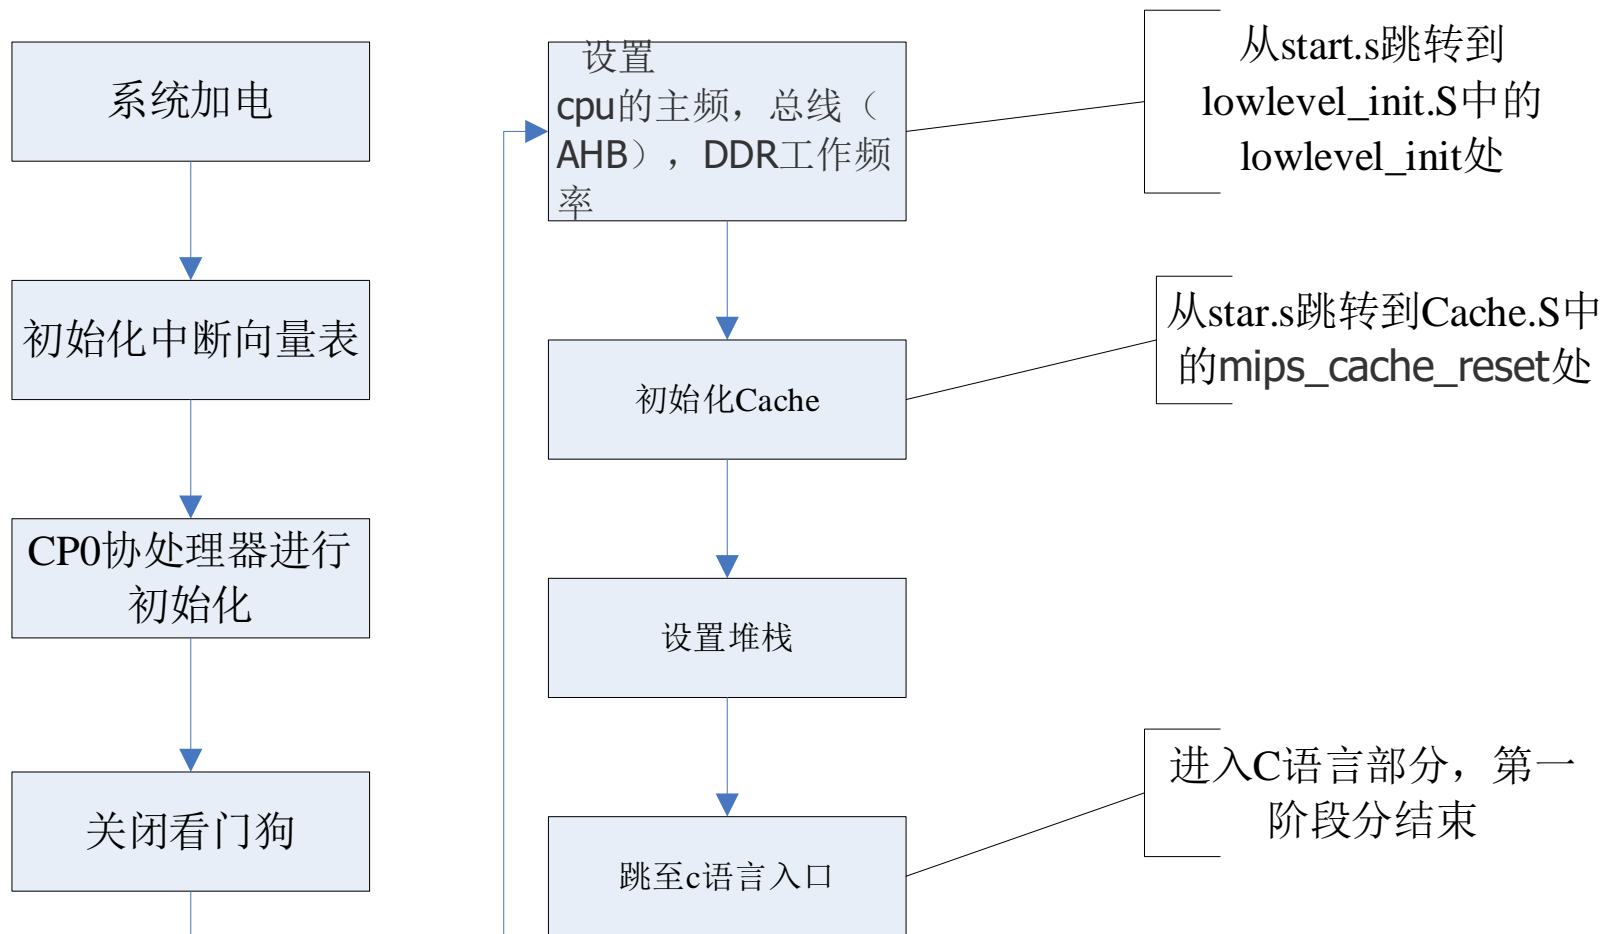 系统加电
初始化中断向量表
CP0协处理器进行
初始化
关闭看门狗
设置
cpu的主频，总线（
AHB），DDR工作频
率
初始化Cache
设置堆栈
跳至c语言入口
从start.s跳转到
lowlevel_init.S中的
lowlevel_init处
从star.s跳转到Cache.S中
的mips_cache_reset处
进入C语言部分，第一
阶段分结束